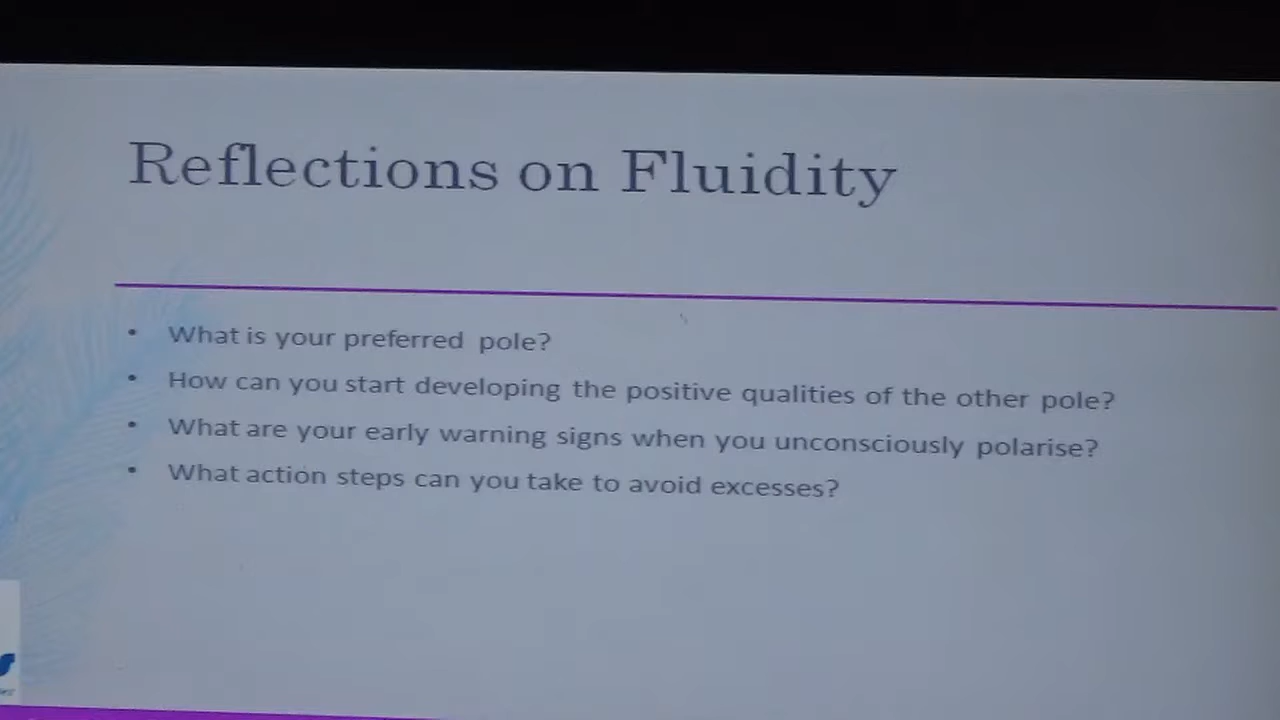 Reflections on Fluidity
• What is your preferred pole?
• How can you start developing the positive qualities of the other pole?
• What are your early warning signs when you unconsciously polarise?
• What action steps can you take to avoid excesses?